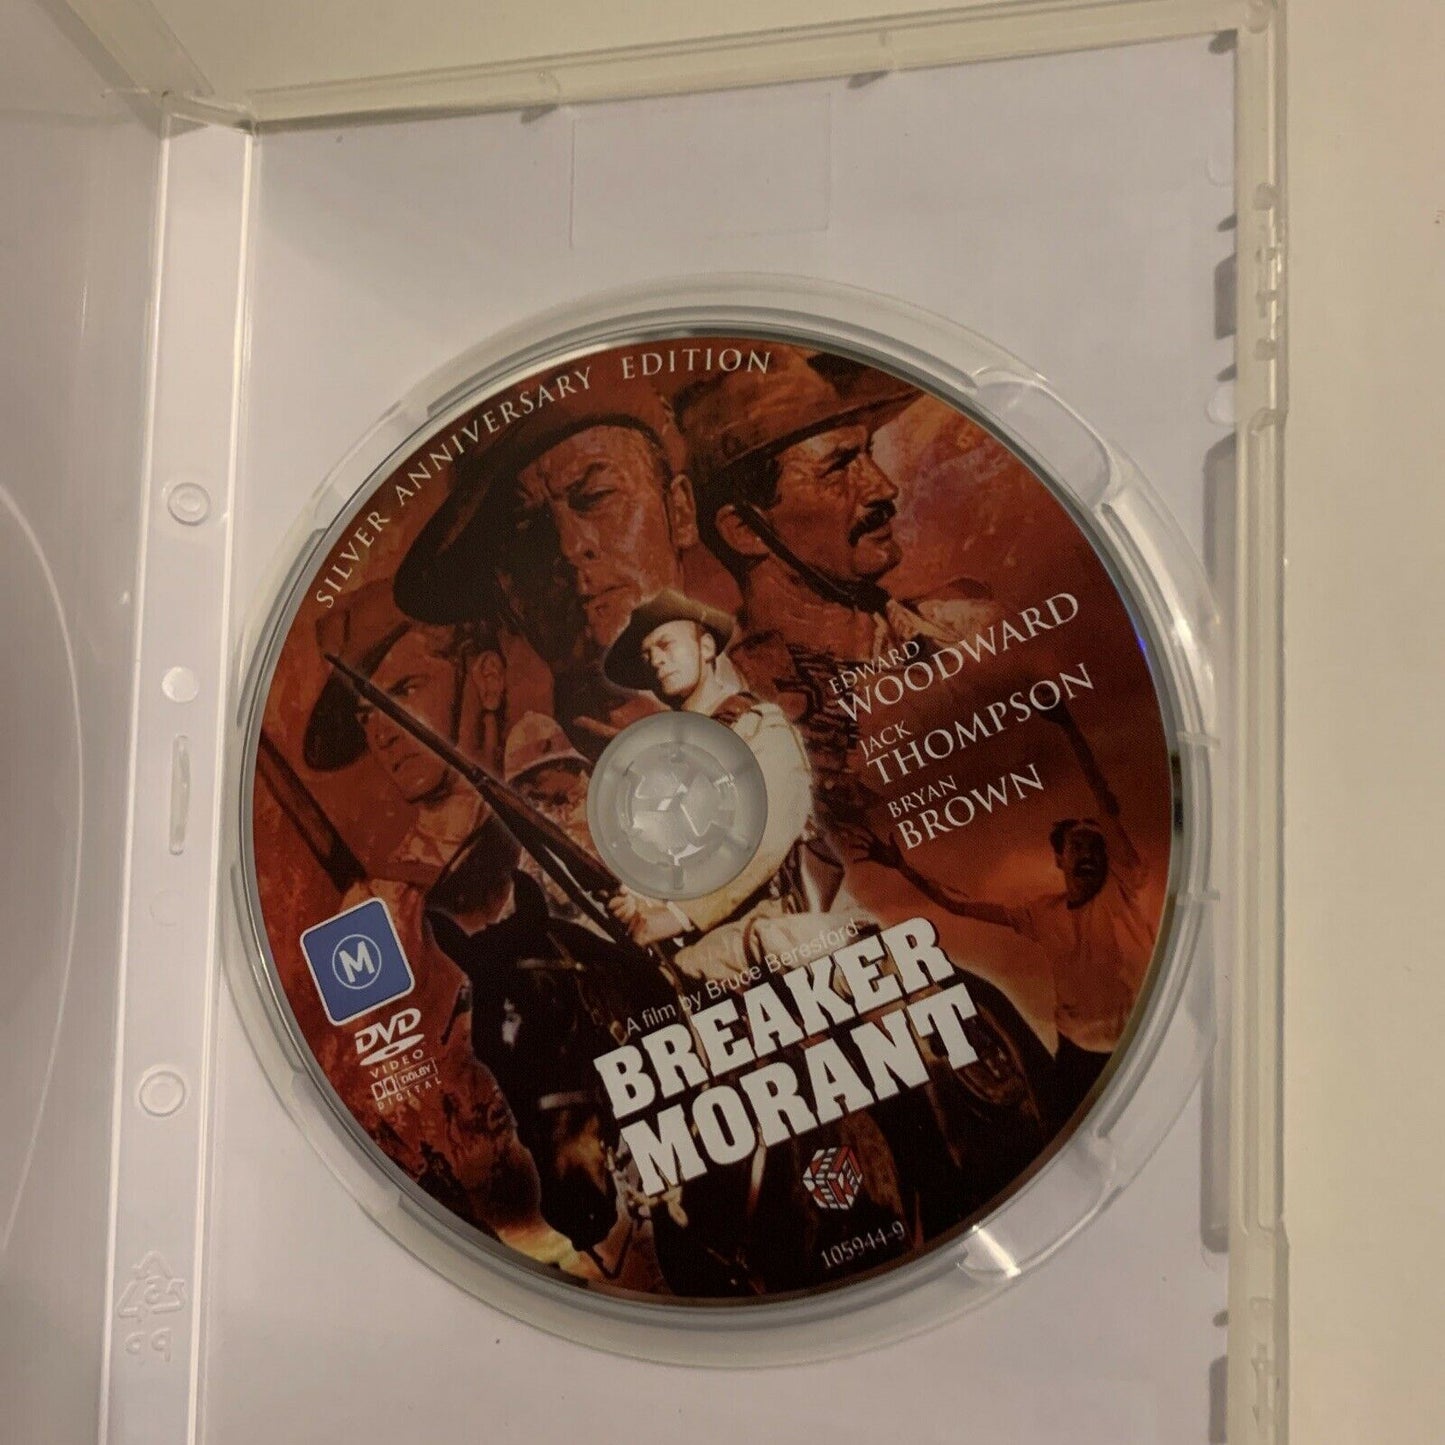 SILVER ANNIVERSARY EDITION
EDWARD
WOODWARD
JACK
THOMPSON
BRYAN
BROWN
M
DVD
VIDEO
DOLBY
DIGITAL
A film by Bruce Beresford
BREAKER
MORANT
105944-9
PP